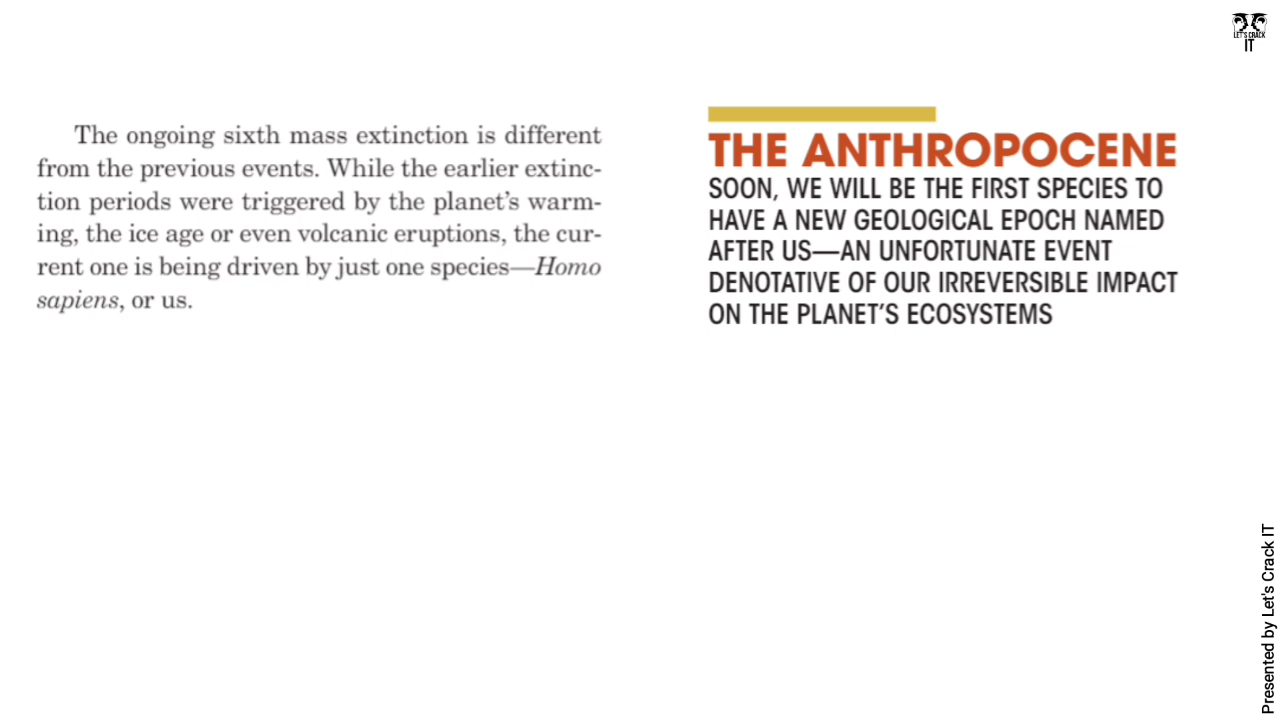 The ongoing sixth mass extinction is different
from the previous events. While the earlier extinc-
tion periods were triggered by the planet's warm-
ing, the ice age or even volcanic eruptions, the cur-
rent one is being driven by just one species—Homo
sapiens, or us.
THE ANTHROPOCENE
SOON, WE WILL BE THE FIRST SPECIES TO
HAVE A NEW GEOLOGICAL EPOCH NAMED
AFTER US—AN UNFORTUNATE EVENT
DENOTATIVE OF OUR IRREVERSIBLE IMPACT
ON THE PLANET'S ECOSYSTEMS
LET'S CRACK
IT
Presented by Let's Crack IT